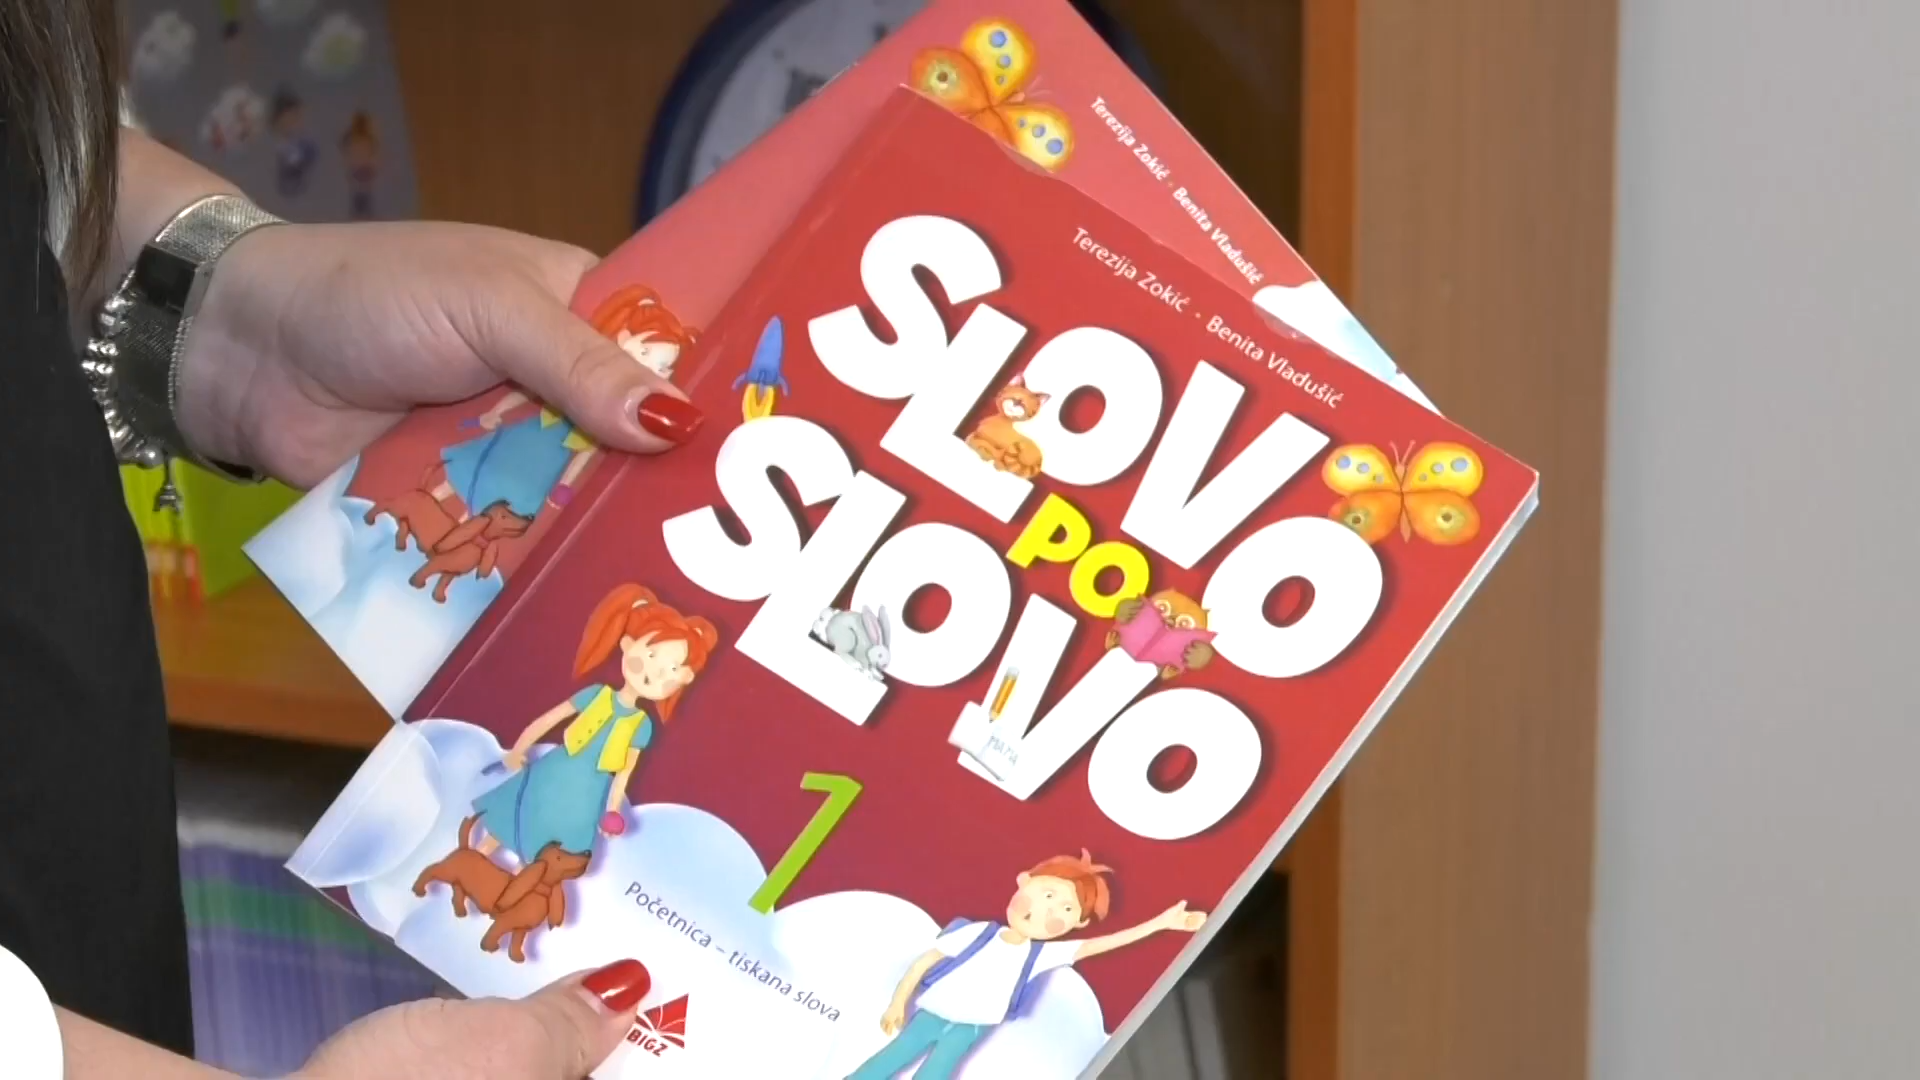 Terezija Zokić · Benita Vladušić
Terezija Zokić · Benita Vladušić
SLOVO
PO
SLOVO
1
Početnica – tiskana slova
BIGZ